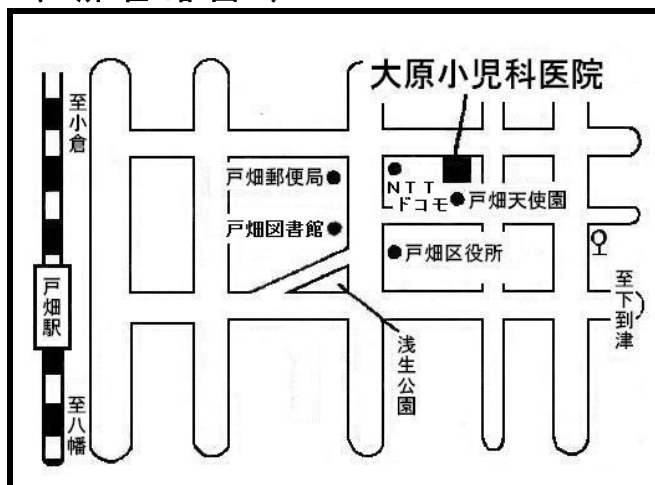 大原小児科医院
至小倉
戸畑郵便局
NTT
ドコモ
戸畑天使園
戸畑図書館
戸畑区役所
戸畑駅
至下到津
浅生公園
至八幡